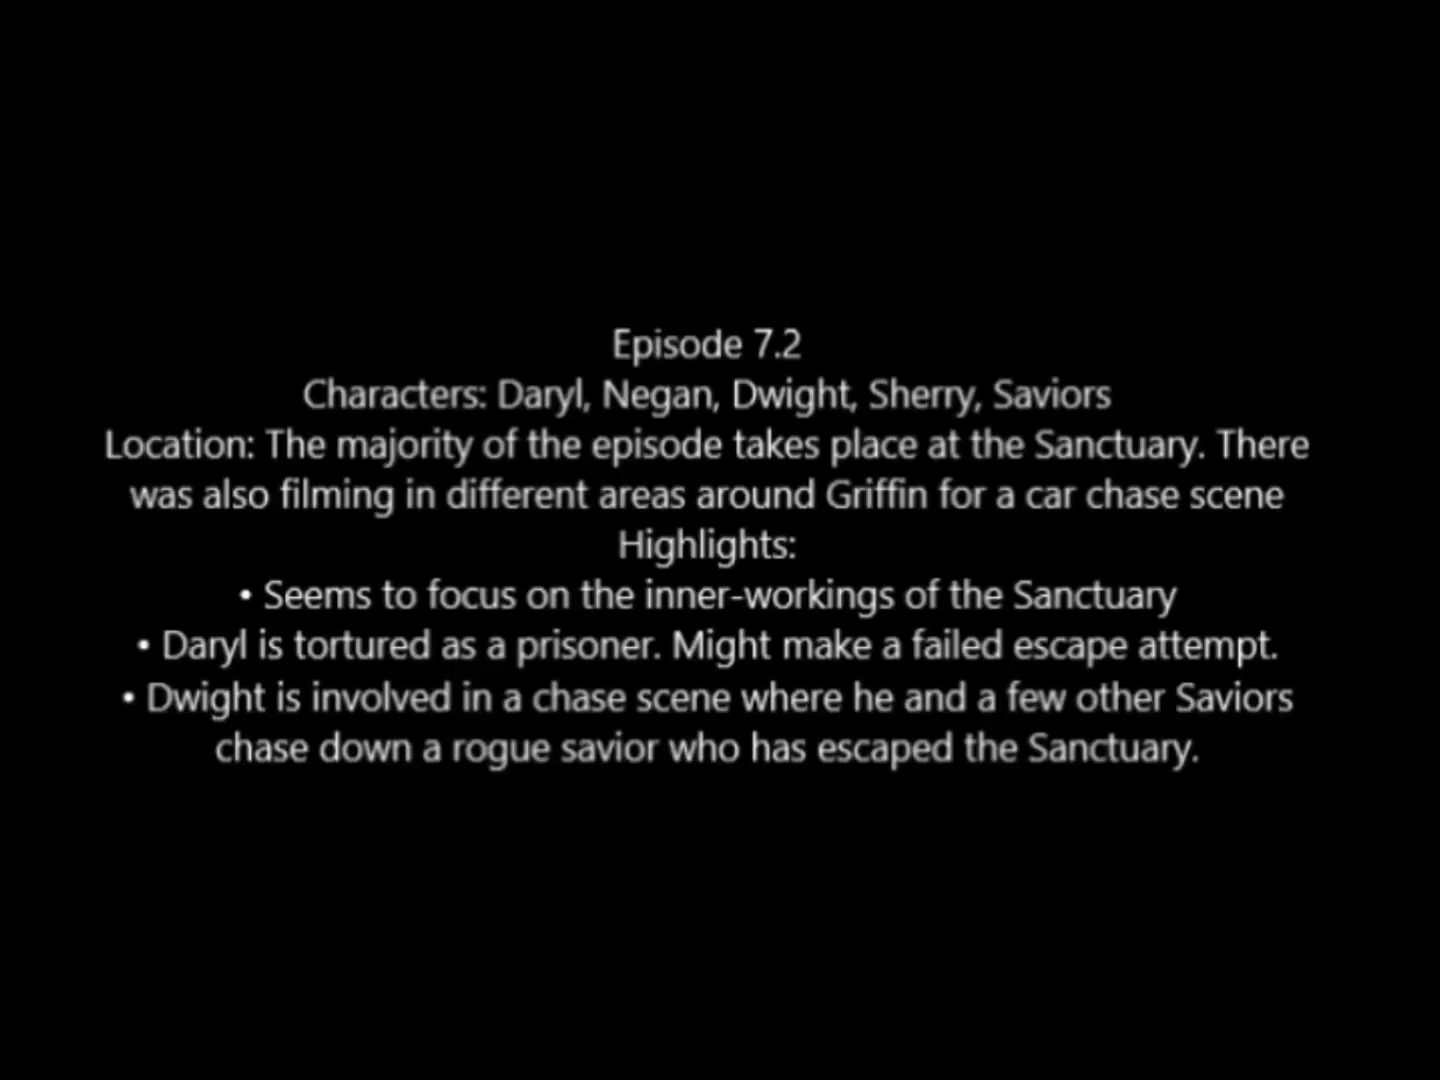 Episode 7.2
Characters: Daryl, Negan, Dwight, Sherry, Saviors
Location: The majority of the episode takes place at the Sanctuary. There
was also filming in different areas around Griffin for a car chase scene
Highlights:
• Seems to focus on the inner-workings of the Sanctuary
• Daryl is tortured as a prisoner. Might make a failed escape attempt.
• Dwight is involved in a chase scene where he and a few other Saviors
chase down a rogue savior who has escaped the Sanctuary.